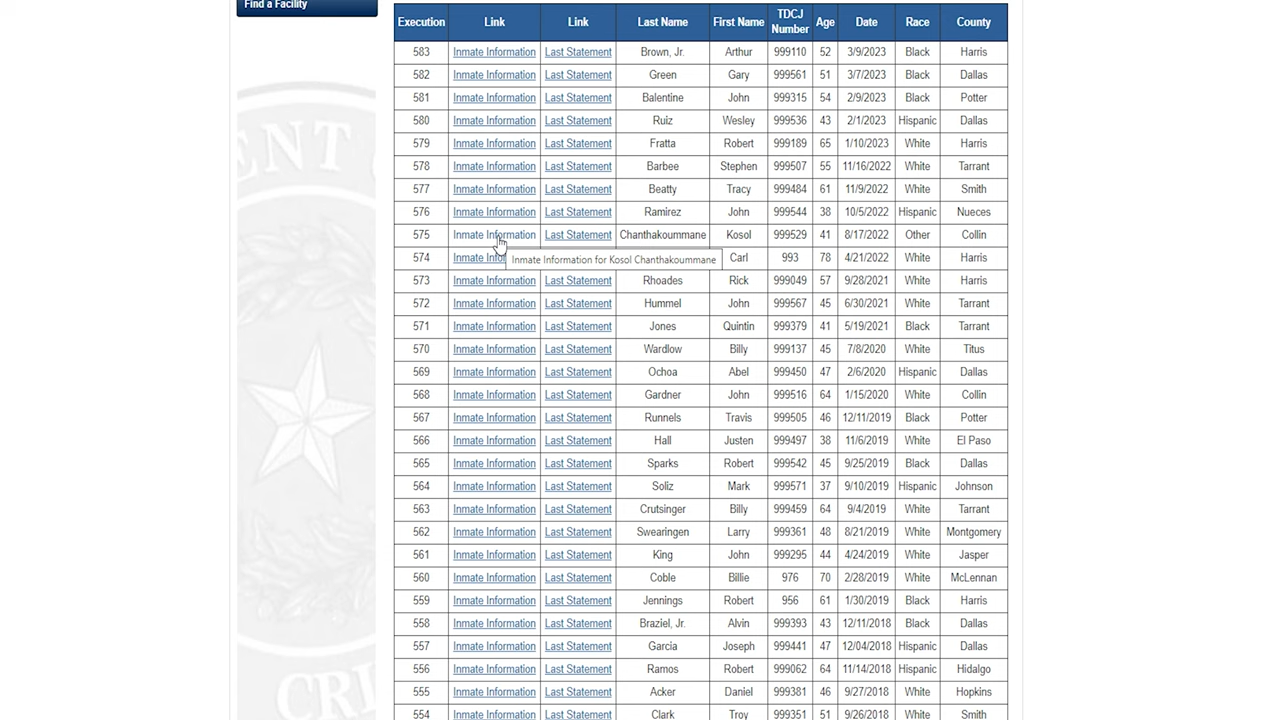 Find a Facility
Execution Link Link Last Name First Name TDCJ Number Age Date Race County
583 Inmate Information Last Statement Brown, Jr. Arthur 999110 52 3/9/2023 Black Harris
582 Inmate Information Last Statement Green Gary 999561 51 3/7/2023 Black Dallas
581 Inmate Information Last Statement Balentine John 999315 54 2/9/2023 Black Potter
580 Inmate Information Last Statement Ruiz Wesley 999536 43 2/1/2023 Hispanic Dallas
579 Inmate Information Last Statement Fratta Robert 999189 65 1/10/2023 White Harris
578 Inmate Information Last Statement Barbee Stephen 999507 55 11/16/2022 White Tarrant
577 Inmate Information Last Statement Beatty Tracy 999484 61 11/9/2022 White Smith
576 Inmate Information Last Statement Ramirez John 999544 38 10/5/2022 Hispanic Nueces
575 Inmate Information Last Statement Chanthakoummane Kosol 999529 41 8/17/2022 Other Collin
574 Inmate Infor Carl 993 78 4/21/2022 White Harris
Inmate Information for Kosol Chanthakoummane
573 Inmate Information Last Statement Rhoades Rick 999049 57 9/28/2021 White Harris
572 Inmate Information Last Statement Hummel John 999567 45 6/30/2021 White Tarrant
571 Inmate Information Last Statement Jones Quintin 999379 41 5/19/2021 Black Tarrant
570 Inmate Information Last Statement Wardlow Billy 999137 45 7/8/2020 White Titus
569 Inmate Information Last Statement Ochoa Abel 999450 47 2/6/2020 Hispanic Dallas
568 Inmate Information Last Statement Gardner John 999516 64 1/15/2020 White Collin
567 Inmate Information Last Statement Runnels Travis 999505 46 12/11/2019 Black Potter
566 Inmate Information Last Statement Hall Justen 999497 38 11/6/2019 White El Paso
565 Inmate Information Last Statement Sparks Robert 999542 45 9/25/2019 Black Dallas
564 Inmate Information Last Statement Soliz Mark 999571 37 9/10/2019 Hispanic Johnson
563 Inmate Information Last Statement Crutsinger Billy 999459 64 9/4/2019 White Tarrant
562 Inmate Information Last Statement Swearingen Larry 999361 48 8/21/2019 White Montgomery
561 Inmate Information Last Statement King John 999295 44 4/24/2019 White Jasper
560 Inmate Information Last Statement Coble Billie 976 70 2/28/2019 White McLennan
559 Inmate Information Last Statement Jennings Robert 956 61 1/30/2019 Black Harris
558 Inmate Information Last Statement Braziel, Jr. Alvin 999393 43 12/11/2018 Black Dallas
557 Inmate Information Last Statement Garcia Joseph 999441 47 12/04/2018 Hispanic Dallas
556 Inmate Information Last Statement Ramos Robert 999062 64 11/14/2018 Hispanic Hidalgo
555 Inmate Information Last Statement Acker Daniel 999381 46 9/27/2018 White Hopkins
554 Inmate Information Last Statement Clark Troy 999351 51 9/26/2018 White Smith
ENT
CRI